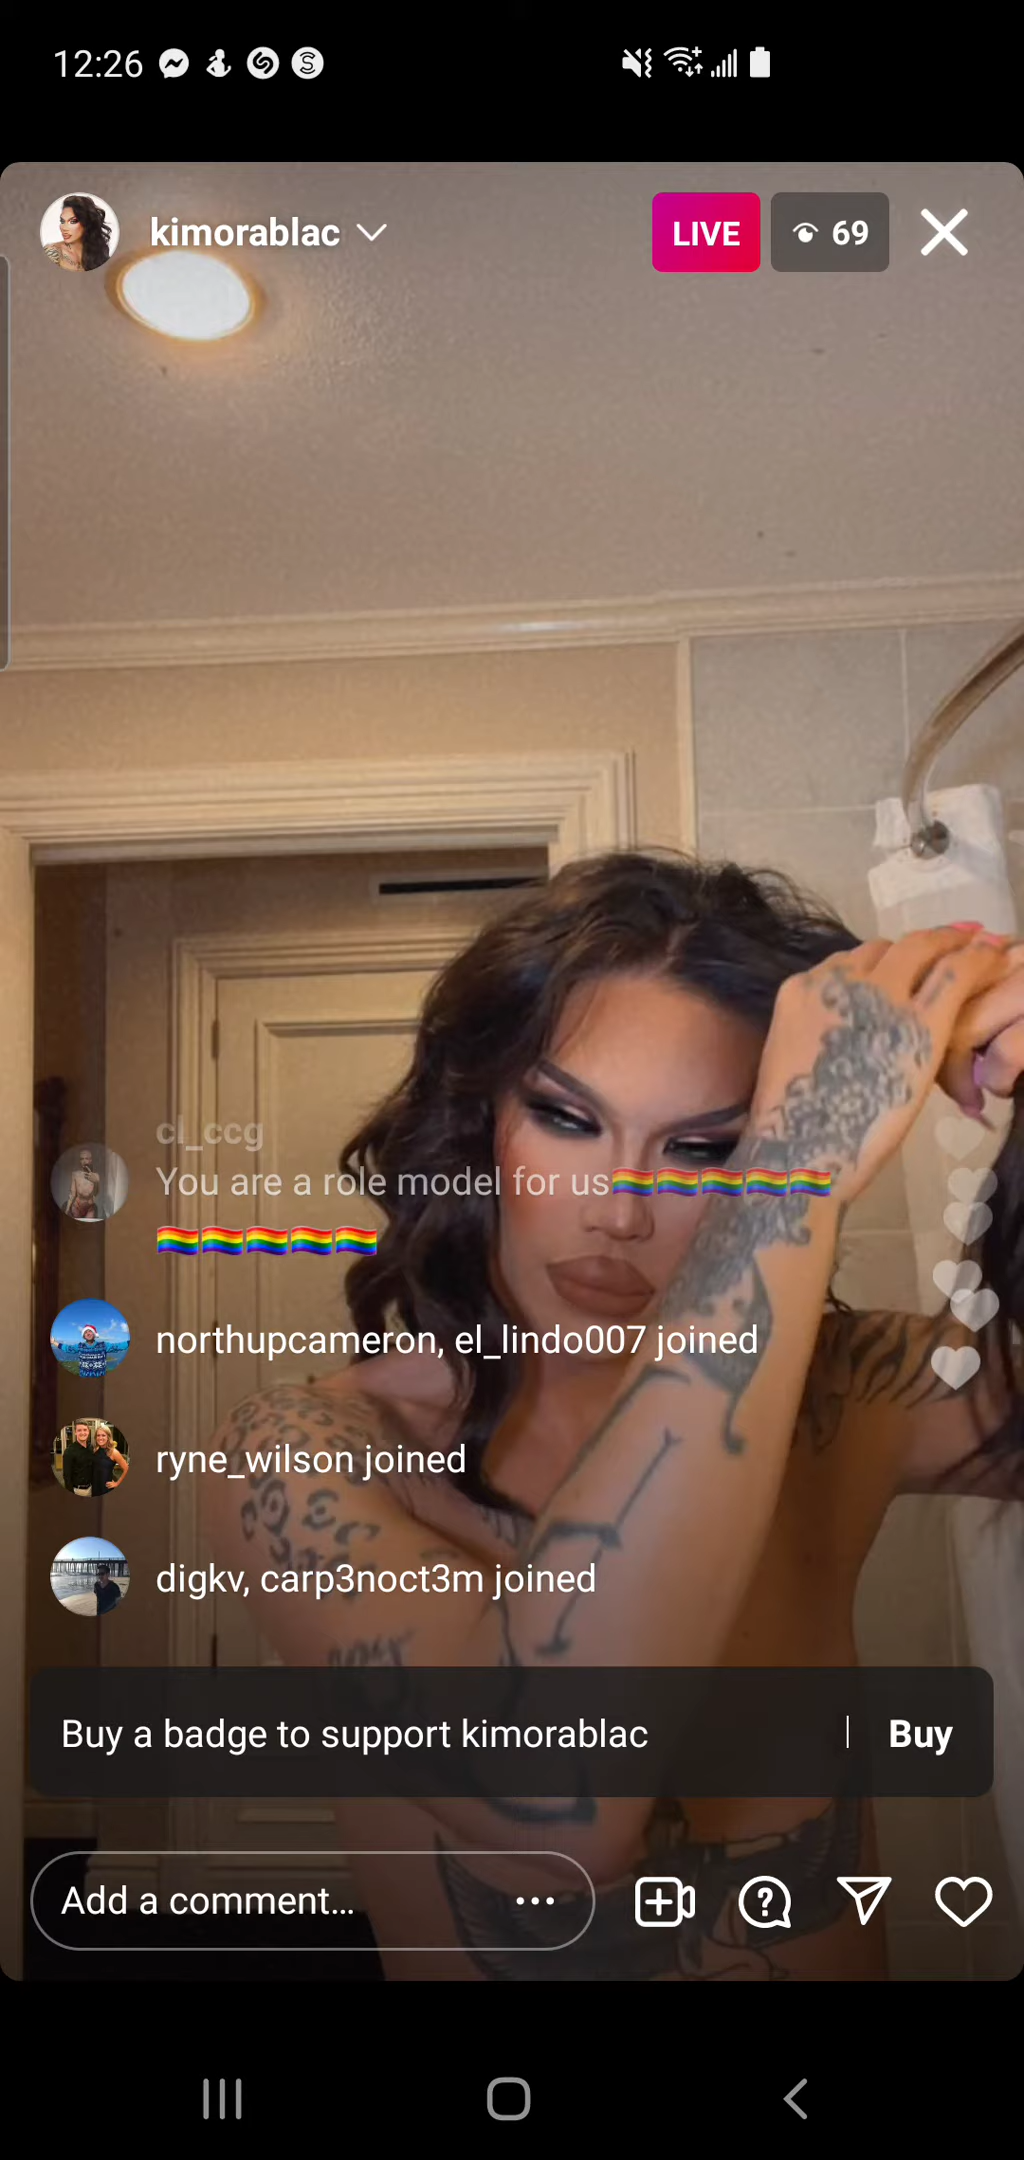 12:26
kimorablac
LIVE
69
cl_ccg
You are a role model for us🏳️‍🌈🏳️‍🌈🏳️‍🌈🏳️‍🌈🏳️‍🌈
🏳️‍🌈🏳️‍🌈🏳️‍🌈🏳️‍🌈🏳️‍🌈
northupcameron, el_lindo007 joined
ryne_wilson joined
digkv, carp3noct3m joined
Buy a badge to support kimorablac | Buy
Add a comment...